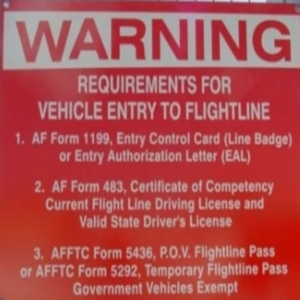 WARNING
REQUIREMENTS FOR
VEHICLE ENTRY TO FLIGHTLINE
1. AF Form 1199, Entry Control Card (Line Badge)
or Entry Authorization Letter (EAL)
2. AF Form 483, Certificate of Competency
Current Flight Line Driving License and
Valid State Driver's License
3. AFFTC Form 5436, P.O.V. Flightline Pass
or AFFTC Form 5292, Temporary Flightline Pass
Government Vehicles Exempt